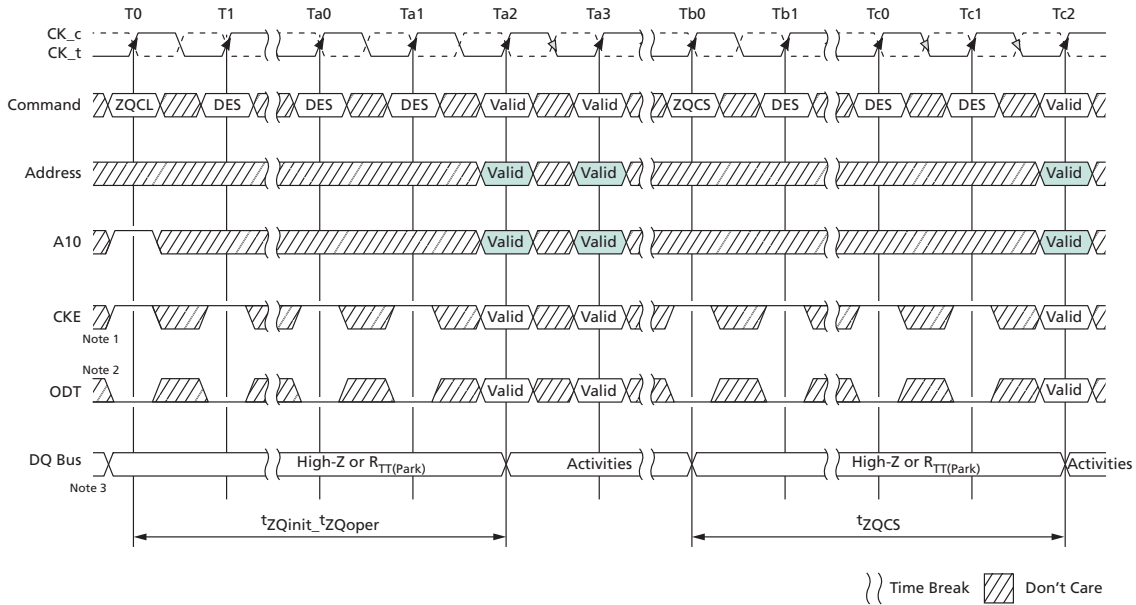 T0 T1 Ta0 Ta1 Ta2 Ta3 Tb0 Tb1 Tc0 Tc1 Tc2
CK_c
CK_t
Command ZQCL DES DES DES Valid Valid ZQCS DES DES DES Valid
Address Valid Valid Valid
A10 Valid Valid Valid
CKE Valid Valid Valid
Note 1
Note 2
ODT Valid Valid Valid
DQ Bus High-Z or RTT(Park) Activities High-Z or RTT(Park) Activities
Note 3
tZQinit_tZQoper tZQCS
Time Break Don't Care